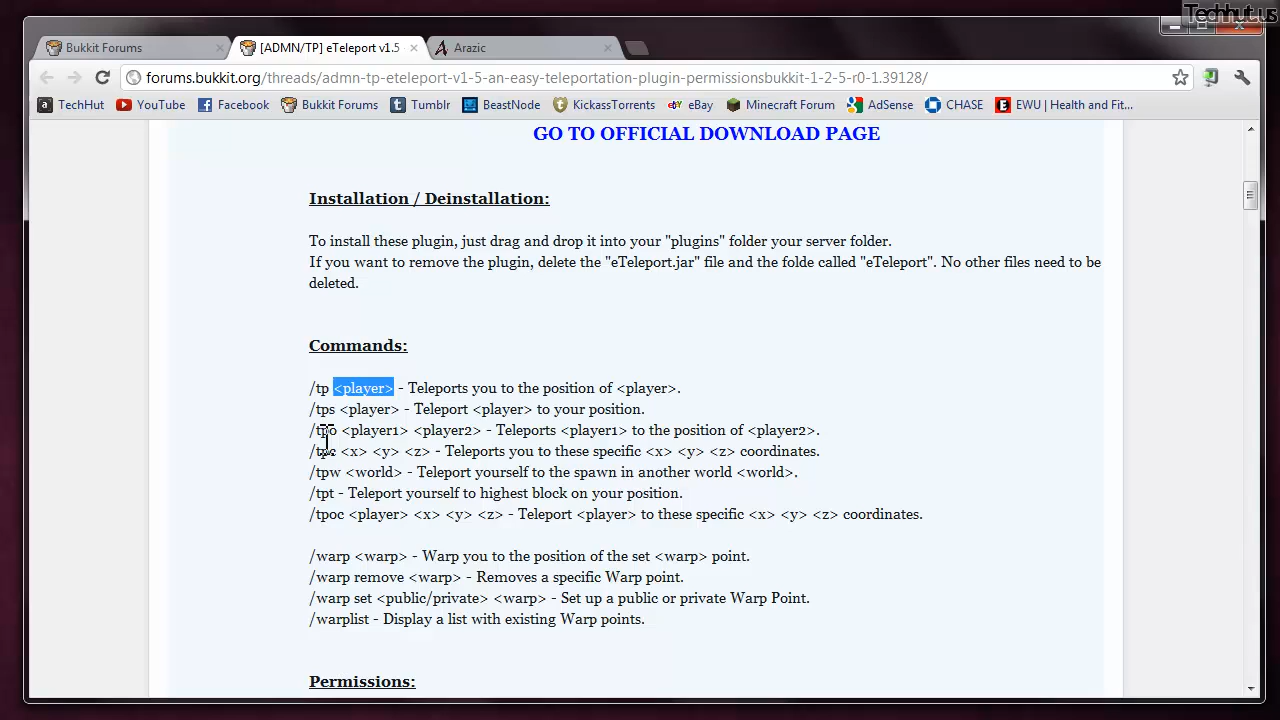 Techhut.us
Bukkit Forums
[ADMN/TP] eTeleport v1.5
Arazic
forums.bukkit.org/threads/admn-tp-eteleport-v1-5-an-easy-teleportation-plugin-permissionsbukkit-1-2-5-r0-1.39128/
TechHut YouTube Facebook Bukkit Forums Tumblr BeastNode KickassTorrents eBay Minecraft Forum AdSense CHASE EWU | Health and Fit...
GO TO OFFICIAL DOWNLOAD PAGE
Installation / Deinstallation:
To install these plugin, just drag and drop it into your "plugins" folder your server folder.
If you want to remove the plugin, delete the "eTeleport.jar" file and the folde called "eTeleport". No other files need to be
deleted.
Commands:
/tp <player> - Teleports you to the position of <player>.
/tps <player> - Teleport <player> to your position.
/tpo <player1> <player2> - Teleports <player1> to the position of <player2>.
/tpc <x> <y> <z> - Teleports you to these specific <x> <y> <z> coordinates.
/tpw <world> - Teleport yourself to the spawn in another world <world>.
/tpt - Teleport yourself to highest block on your position.
/tpoc <player> <x> <y> <z> - Teleport <player> to these specific <x> <y> <z> coordinates.
/warp <warp> - Warp you to the position of the set <warp> point.
/warp remove <warp> - Removes a specific Warp point.
/warp set <public/private> <warp> - Set up a public or private Warp Point.
/warplist - Display a list with existing Warp points.
Permissions: